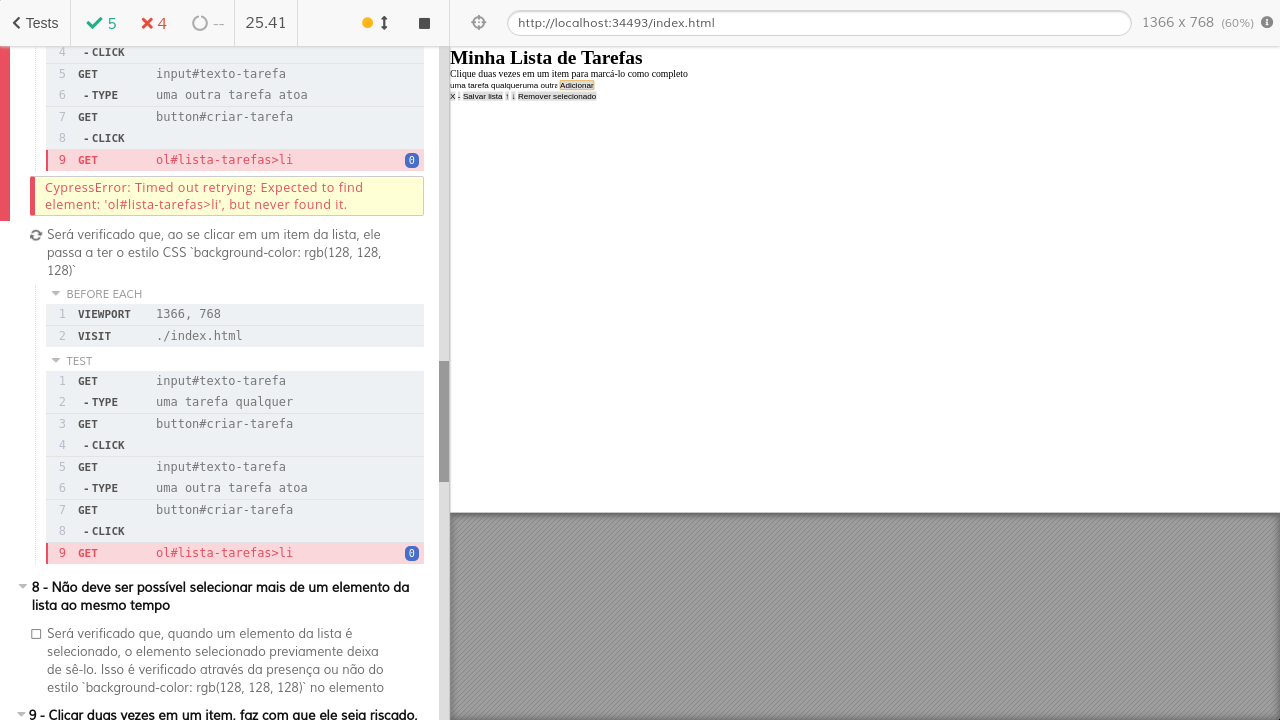 Tests
5
4
--
25.41
http://localhost:34493/index.html
1366 x 768 (60%)
4 - CLICK
5 GET input#texto-tarefa
6 - TYPE uma outra tarefa atoa
7 GET button#criar-tarefa
8 - CLICK
9 GET ol#lista-tarefas>li 0
CypressError: Timed out retrying: Expected to find
element: 'ol#lista-tarefas>li', but never found it.
Será verificado que, ao se clicar em um item da lista, ele
passa a ter o estilo CSS `background-color: rgb(128, 128,
128)`
BEFORE EACH
1 VIEWPORT 1366, 768
2 VISIT ./index.html
TEST
1 GET input#texto-tarefa
2 - TYPE uma tarefa qualquer
3 GET button#criar-tarefa
4 - CLICK
5 GET input#texto-tarefa
6 - TYPE uma outra tarefa atoa
7 GET button#criar-tarefa
8 - CLICK
9 GET ol#lista-tarefas>li 0
8 - Não deve ser possível selecionar mais de um elemento da
lista ao mesmo tempo
Será verificado que, quando um elemento da lista é
selecionado, o elemento selecionado previamente deixa
de sê-lo. Isso é verificado através da presença ou não do
estilo `background-color: rgb(128, 128, 128)` no elemento
9 - Clicar duas vezes em um item, faz com que ele seja riscado,
Minha Lista de Tarefas
Clique duas vezes em um item para marcá-lo como completo
uma tarefa qualqueruma outra Adicionar
X - Salvar lista ↑ ↓ Remover selecionado